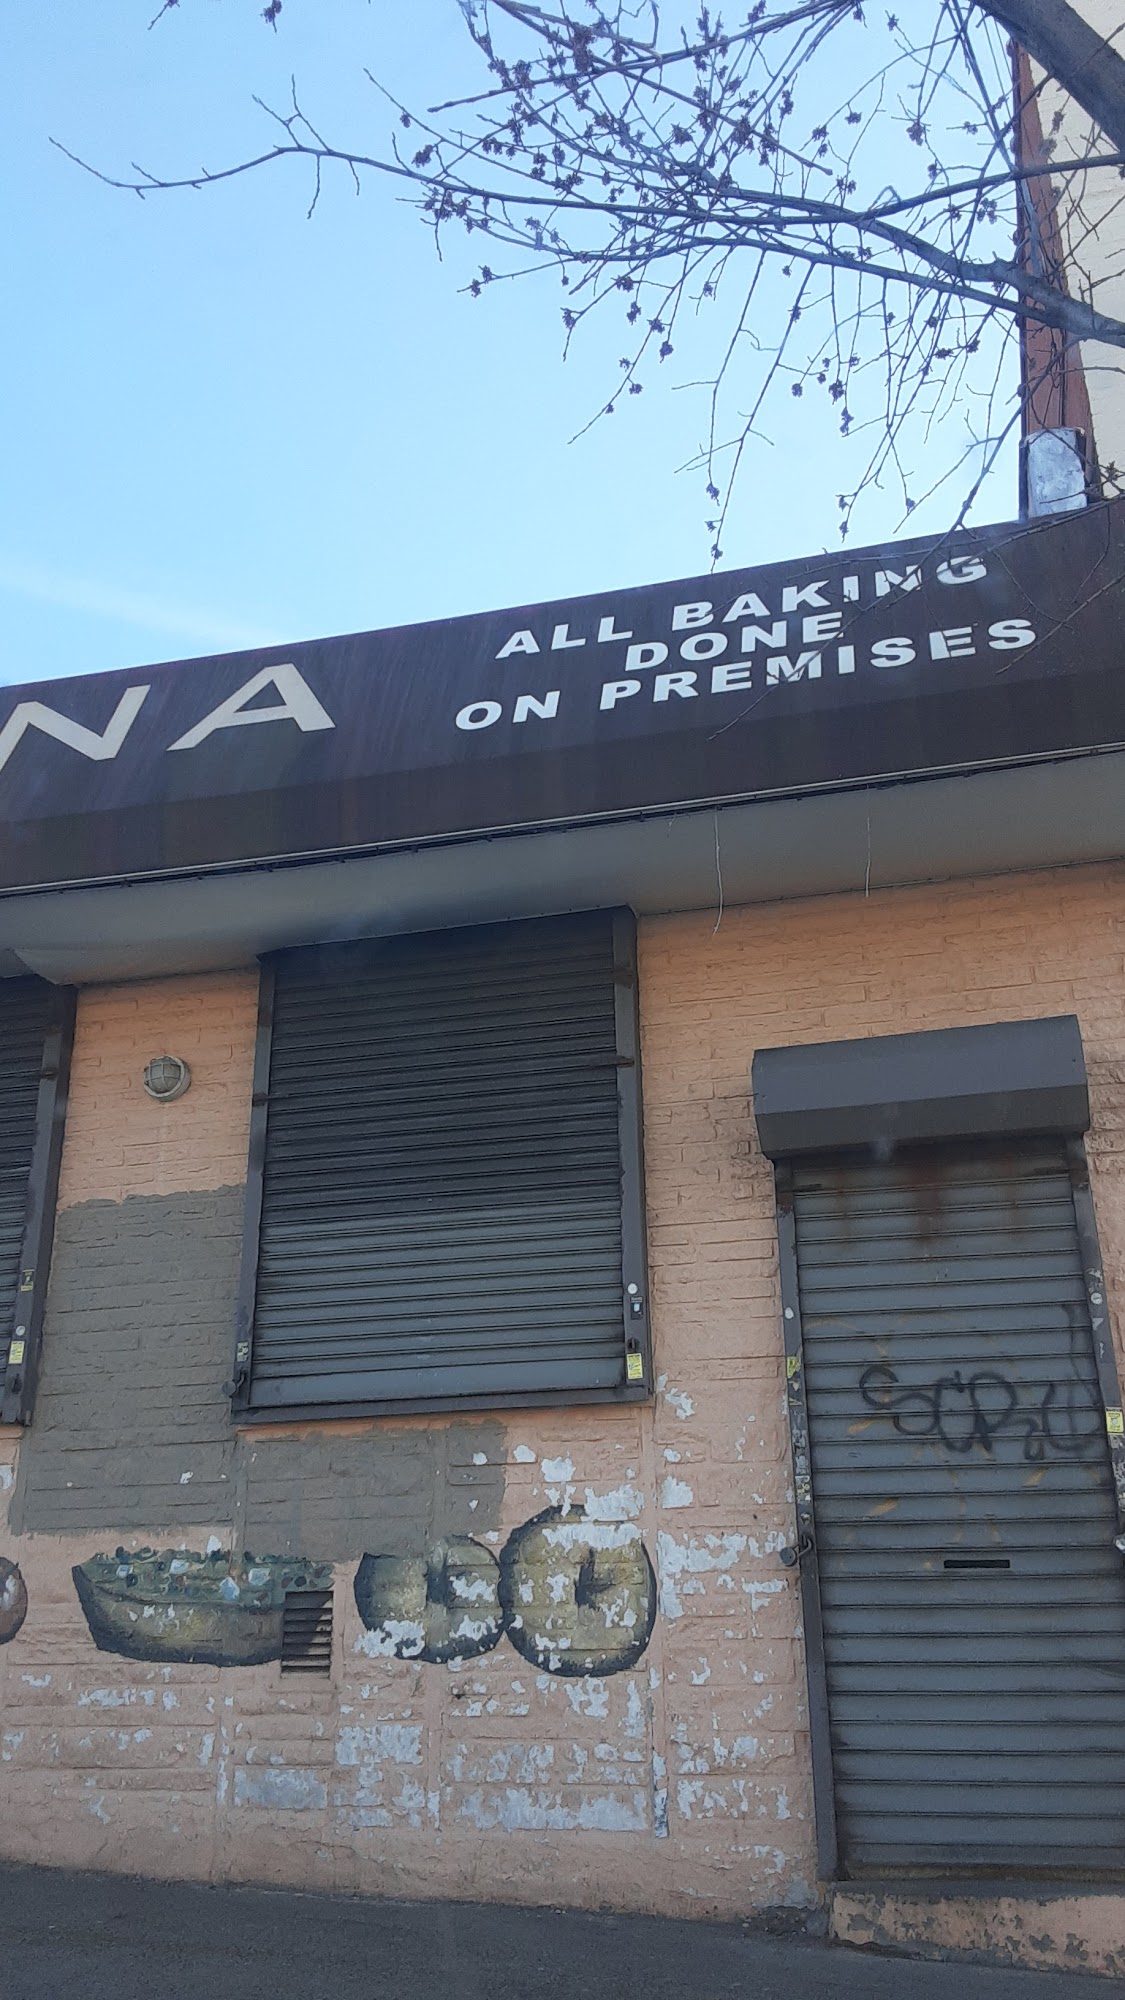 NA
ALL BAKING
DONE
ON PREMISES